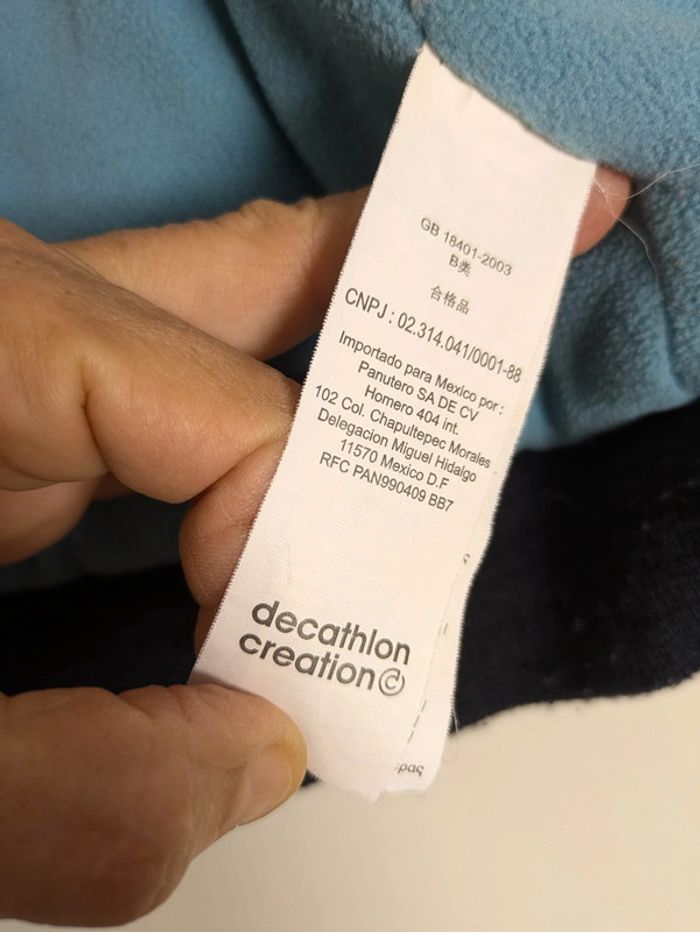 GB 18401-2003
B类
合格品
CNPJ : 02.314.041/0001-88
Importado para Mexico por :
Panutero SA DE CV
Homero 404 int.
102 Col. Chapultepec Morales
Delegacion Miguel Hidalgo
11570 Mexico D.F
RFC PAN990409 BB7
decathlon
creation©